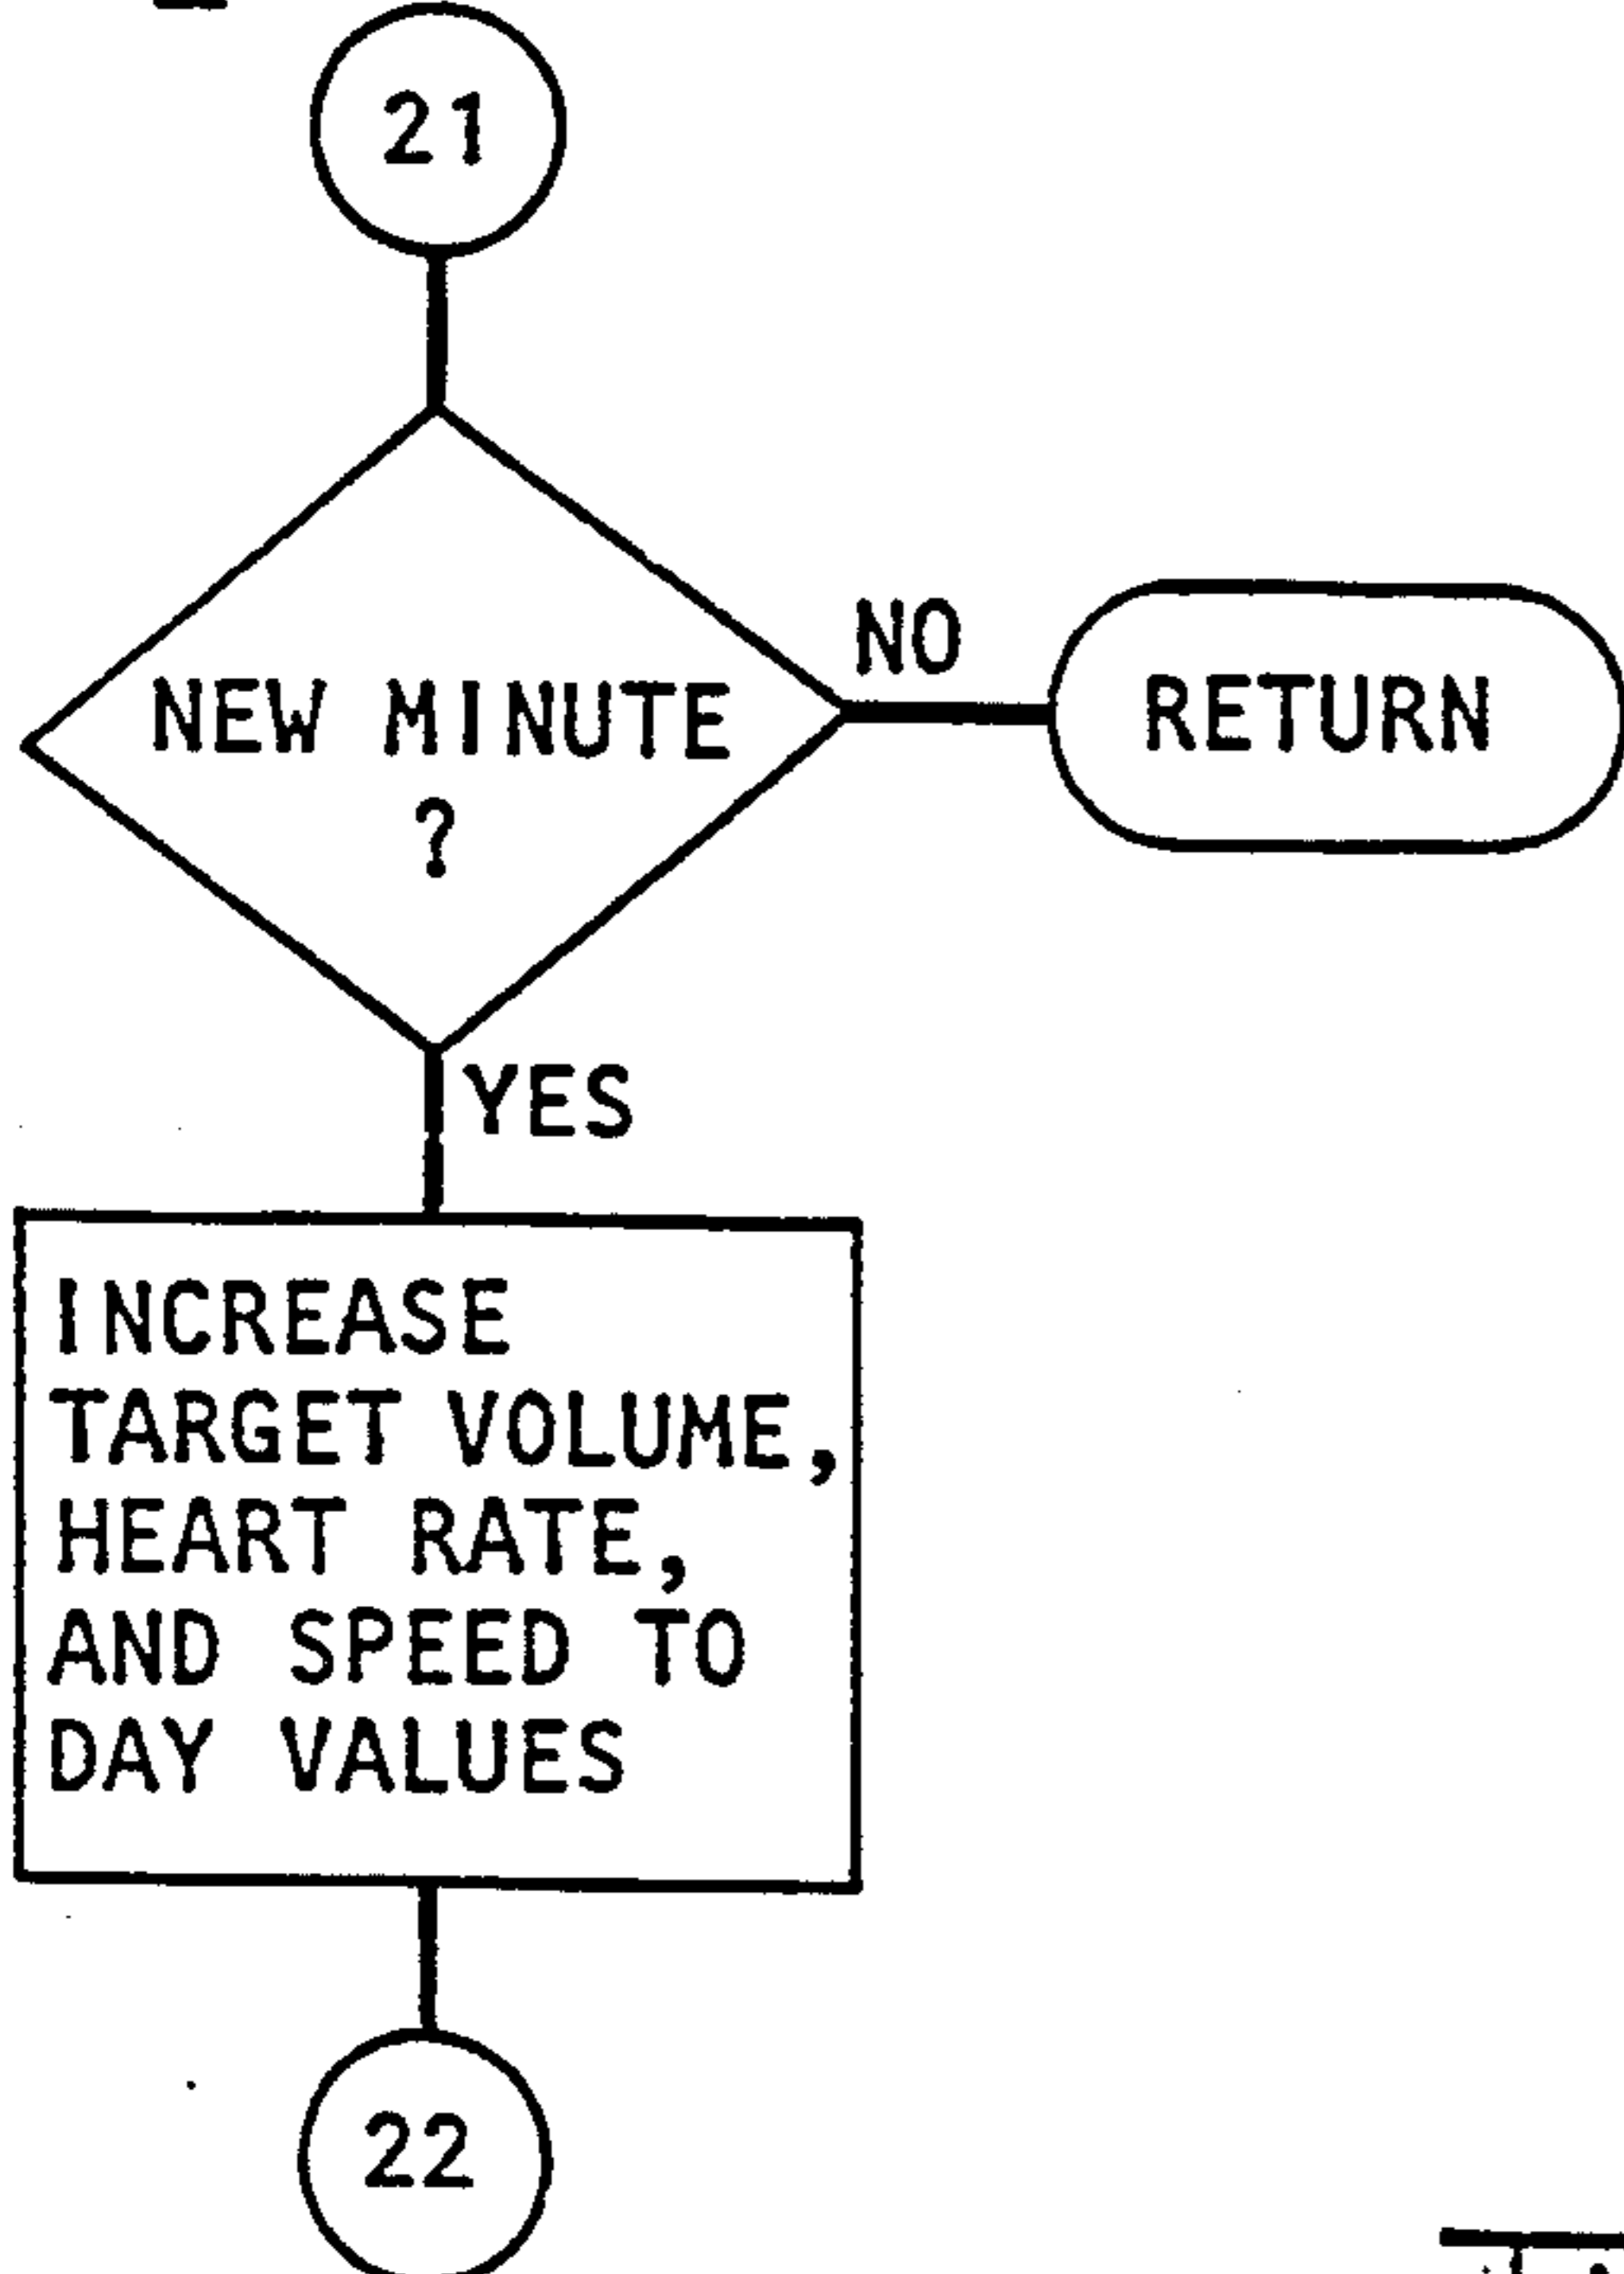 21
NEW MINUTE
?
NO
RETURN
YES
INCREASE
TARGET VOLUME,
HEART RATE,
AND SPEED TO
DAY VALUES
22